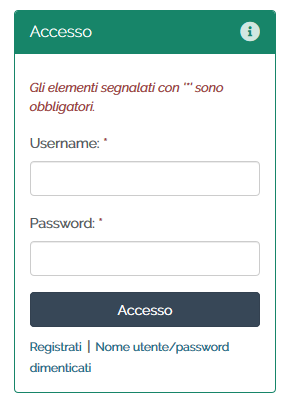 Accesso
Gli elementi segnalati con '*' sono
obbligatori.
Username: *
Password: *
Accesso
Registrati | Nome utente/password
dimenticati